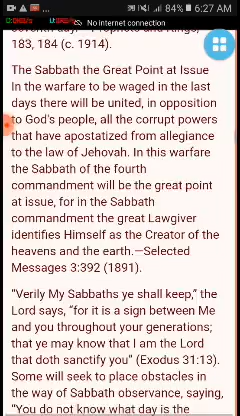 84% 6:27 AM
No internet connection
183, 184 (c. 1914).
The Sabbath the Great Point at Issue
In the warfare to be waged in the last
days there will be united, in opposition
to God's people, all the corrupt powers
that have apostatized from allegiance
to the law of Jehovah. In this warfare
the Sabbath of the fourth
commandment will be the great point
at issue, for in the Sabbath
commandment the great Lawgiver
identifies Himself as the Creator of the
heavens and the earth.—Selected
Messages 3:392 (1891).
“Verily My Sabbaths ye shall keep,” the
Lord says, “for it is a sign between Me
and you throughout your generations;
that ye may know that I am the Lord
that doth sanctify you” (Exodus 31:13).
Some will seek to place obstacles in
the way of Sabbath observance, saying,
“You do not know what day is the